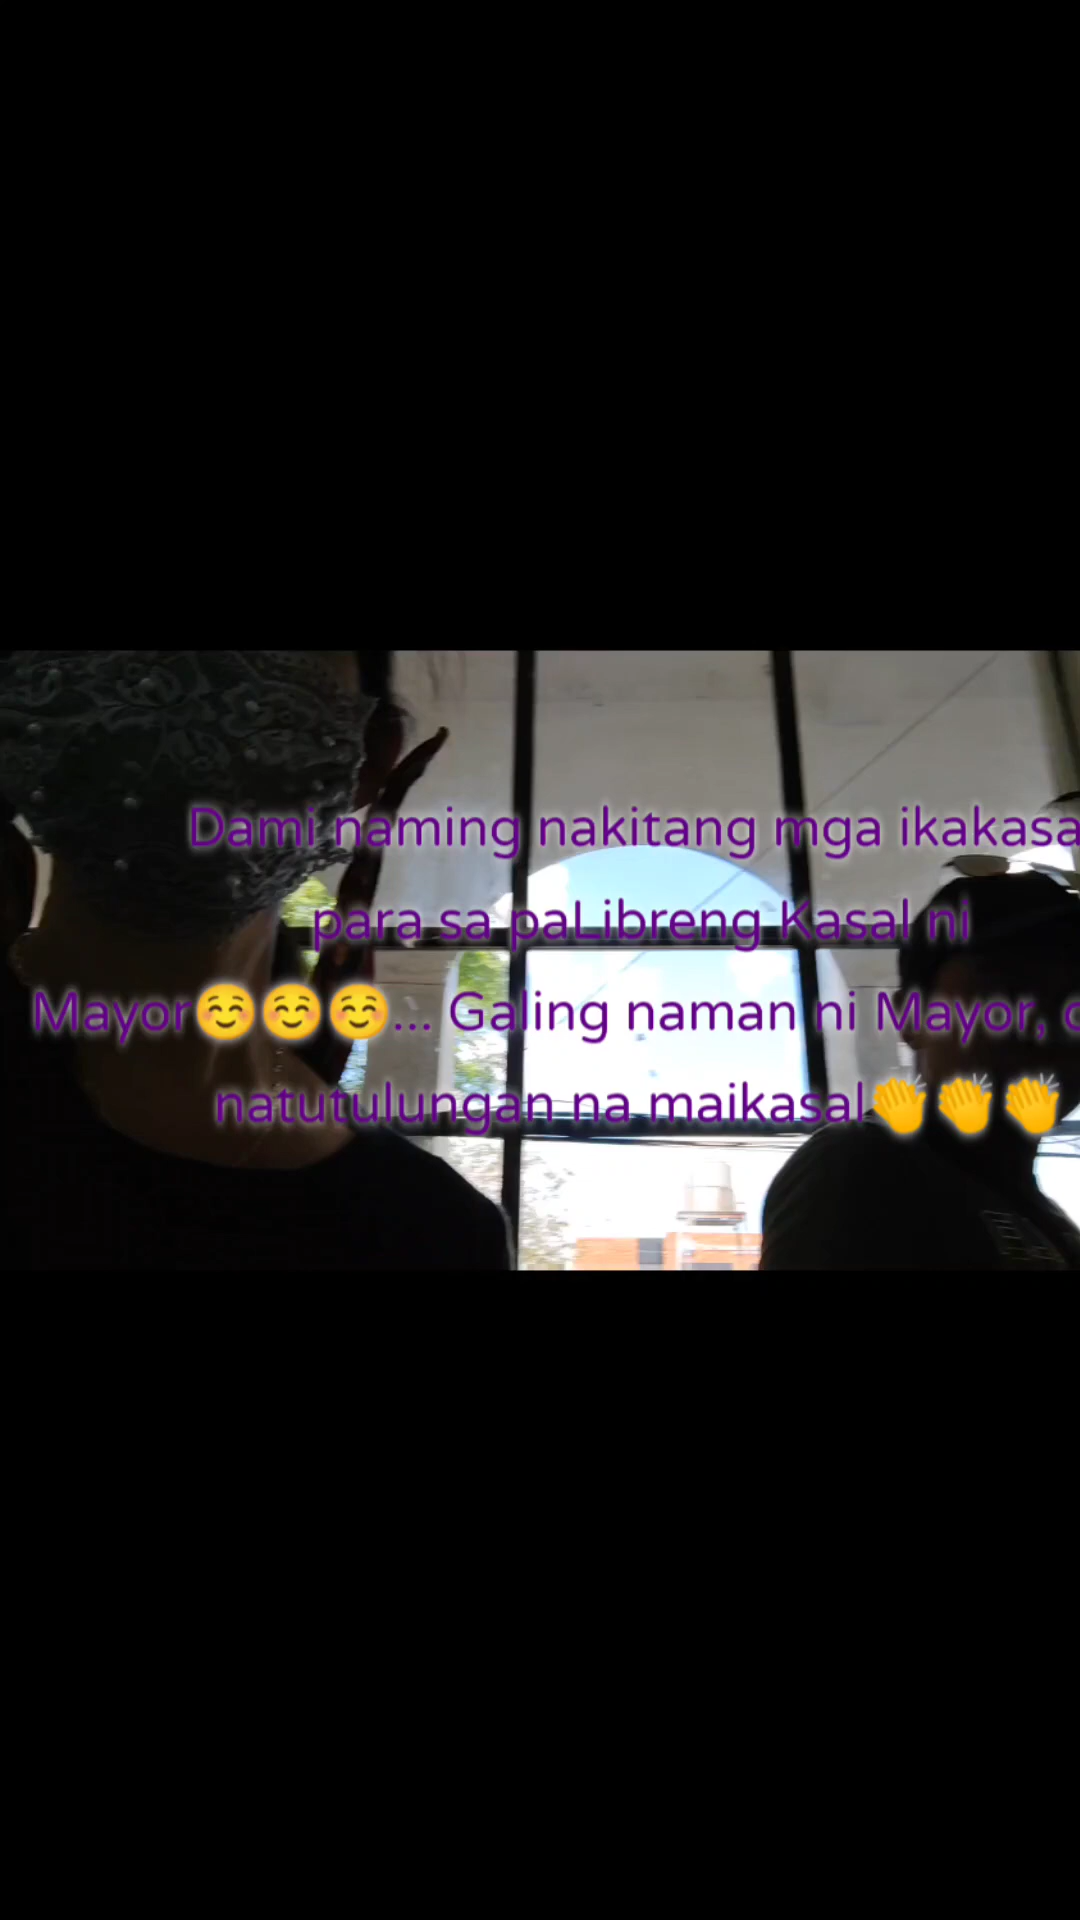 Dami naming nakitang mga ikakasa
para sa paLibreng Kasal ni
Mayor☺️☺️☺️... Galing naman ni Mayor,
natutulungan na maikasal👏👏👏